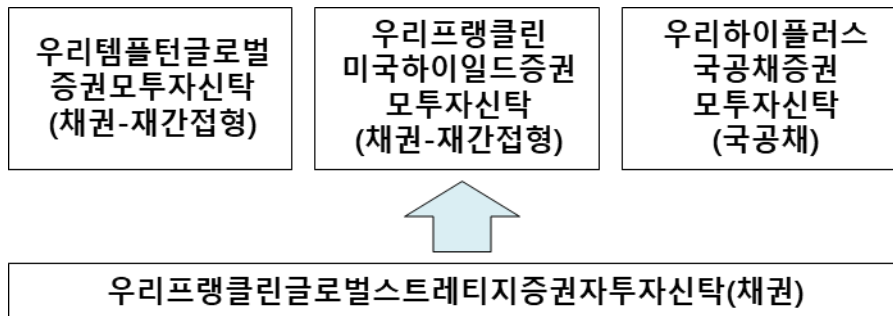 우리템플턴글로벌
증권모투자신탁
(채권-재간접형)
우리프랭클린
미국하이일드증권
모투자신탁
(채권-재간접형)
우리하이플러스
국공채증권
모투자신탁
(국공채)
우리프랭클린글로벌스트레티지증권자투자신탁(채권)